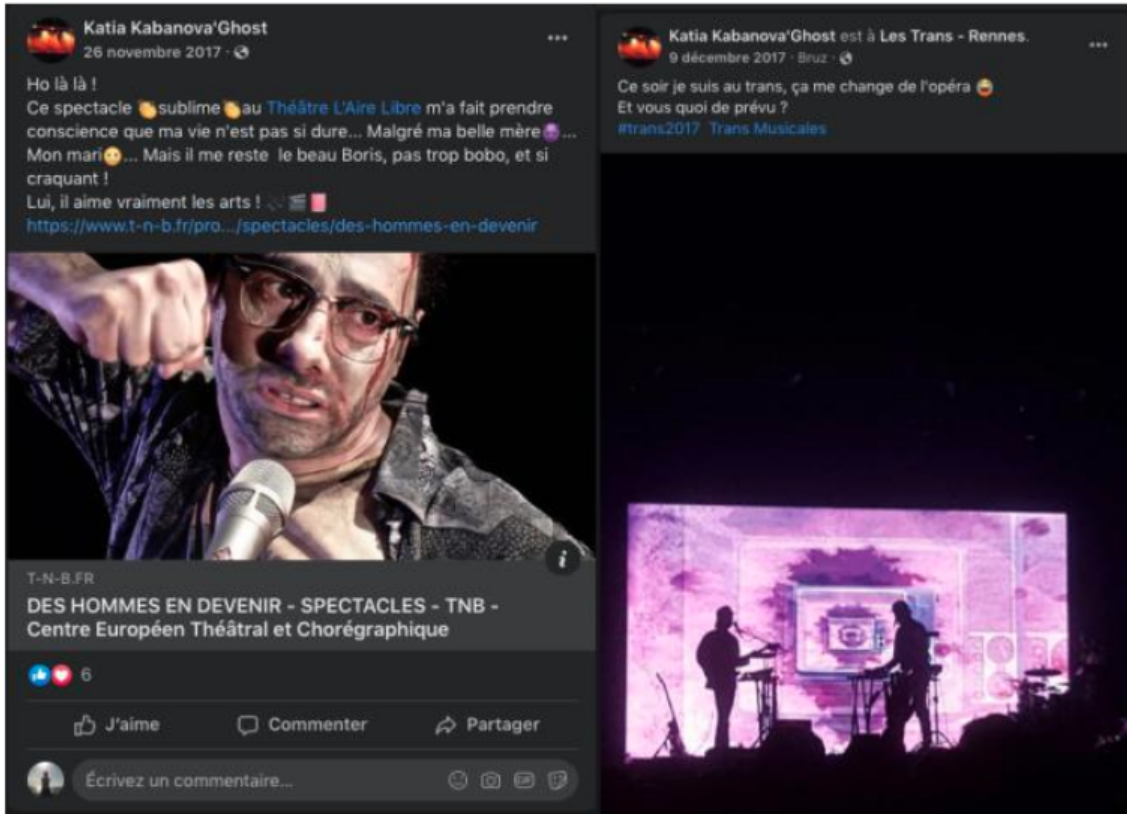 Katia Kabanova'Ghost
26 novembre 2017 ·
Ho là là !
Ce spectacle 👏sublime👏au Théâtre L'Aire Libre m'a fait prendre
conscience que ma vie n'est pas si dure... Malgré ma belle mère😈...
Mon mari😳... Mais il me reste le beau Boris, pas trop bobo, et si
craquant !
Lui, il aime vraiment les arts ! 🎬📕
https://www.t-n-b.fr/pro.../spectacles/des-hommes-en-devenir
i
T-N-B.FR
DES HOMMES EN DEVENIR - SPECTACLES - TNB -
Centre Européen Théâtral et Chorégraphique
6
J'aime
Commenter
Partager
Écrivez un commentaire...
GIF
Katia Kabanova'Ghost est à Les Trans - Rennes.
9 décembre 2017 · Bruz ·
Ce soir je suis au trans, ça me change de l'opéra 😂
Et vous quoi de prévu ?
#trans2017 Trans Musicales